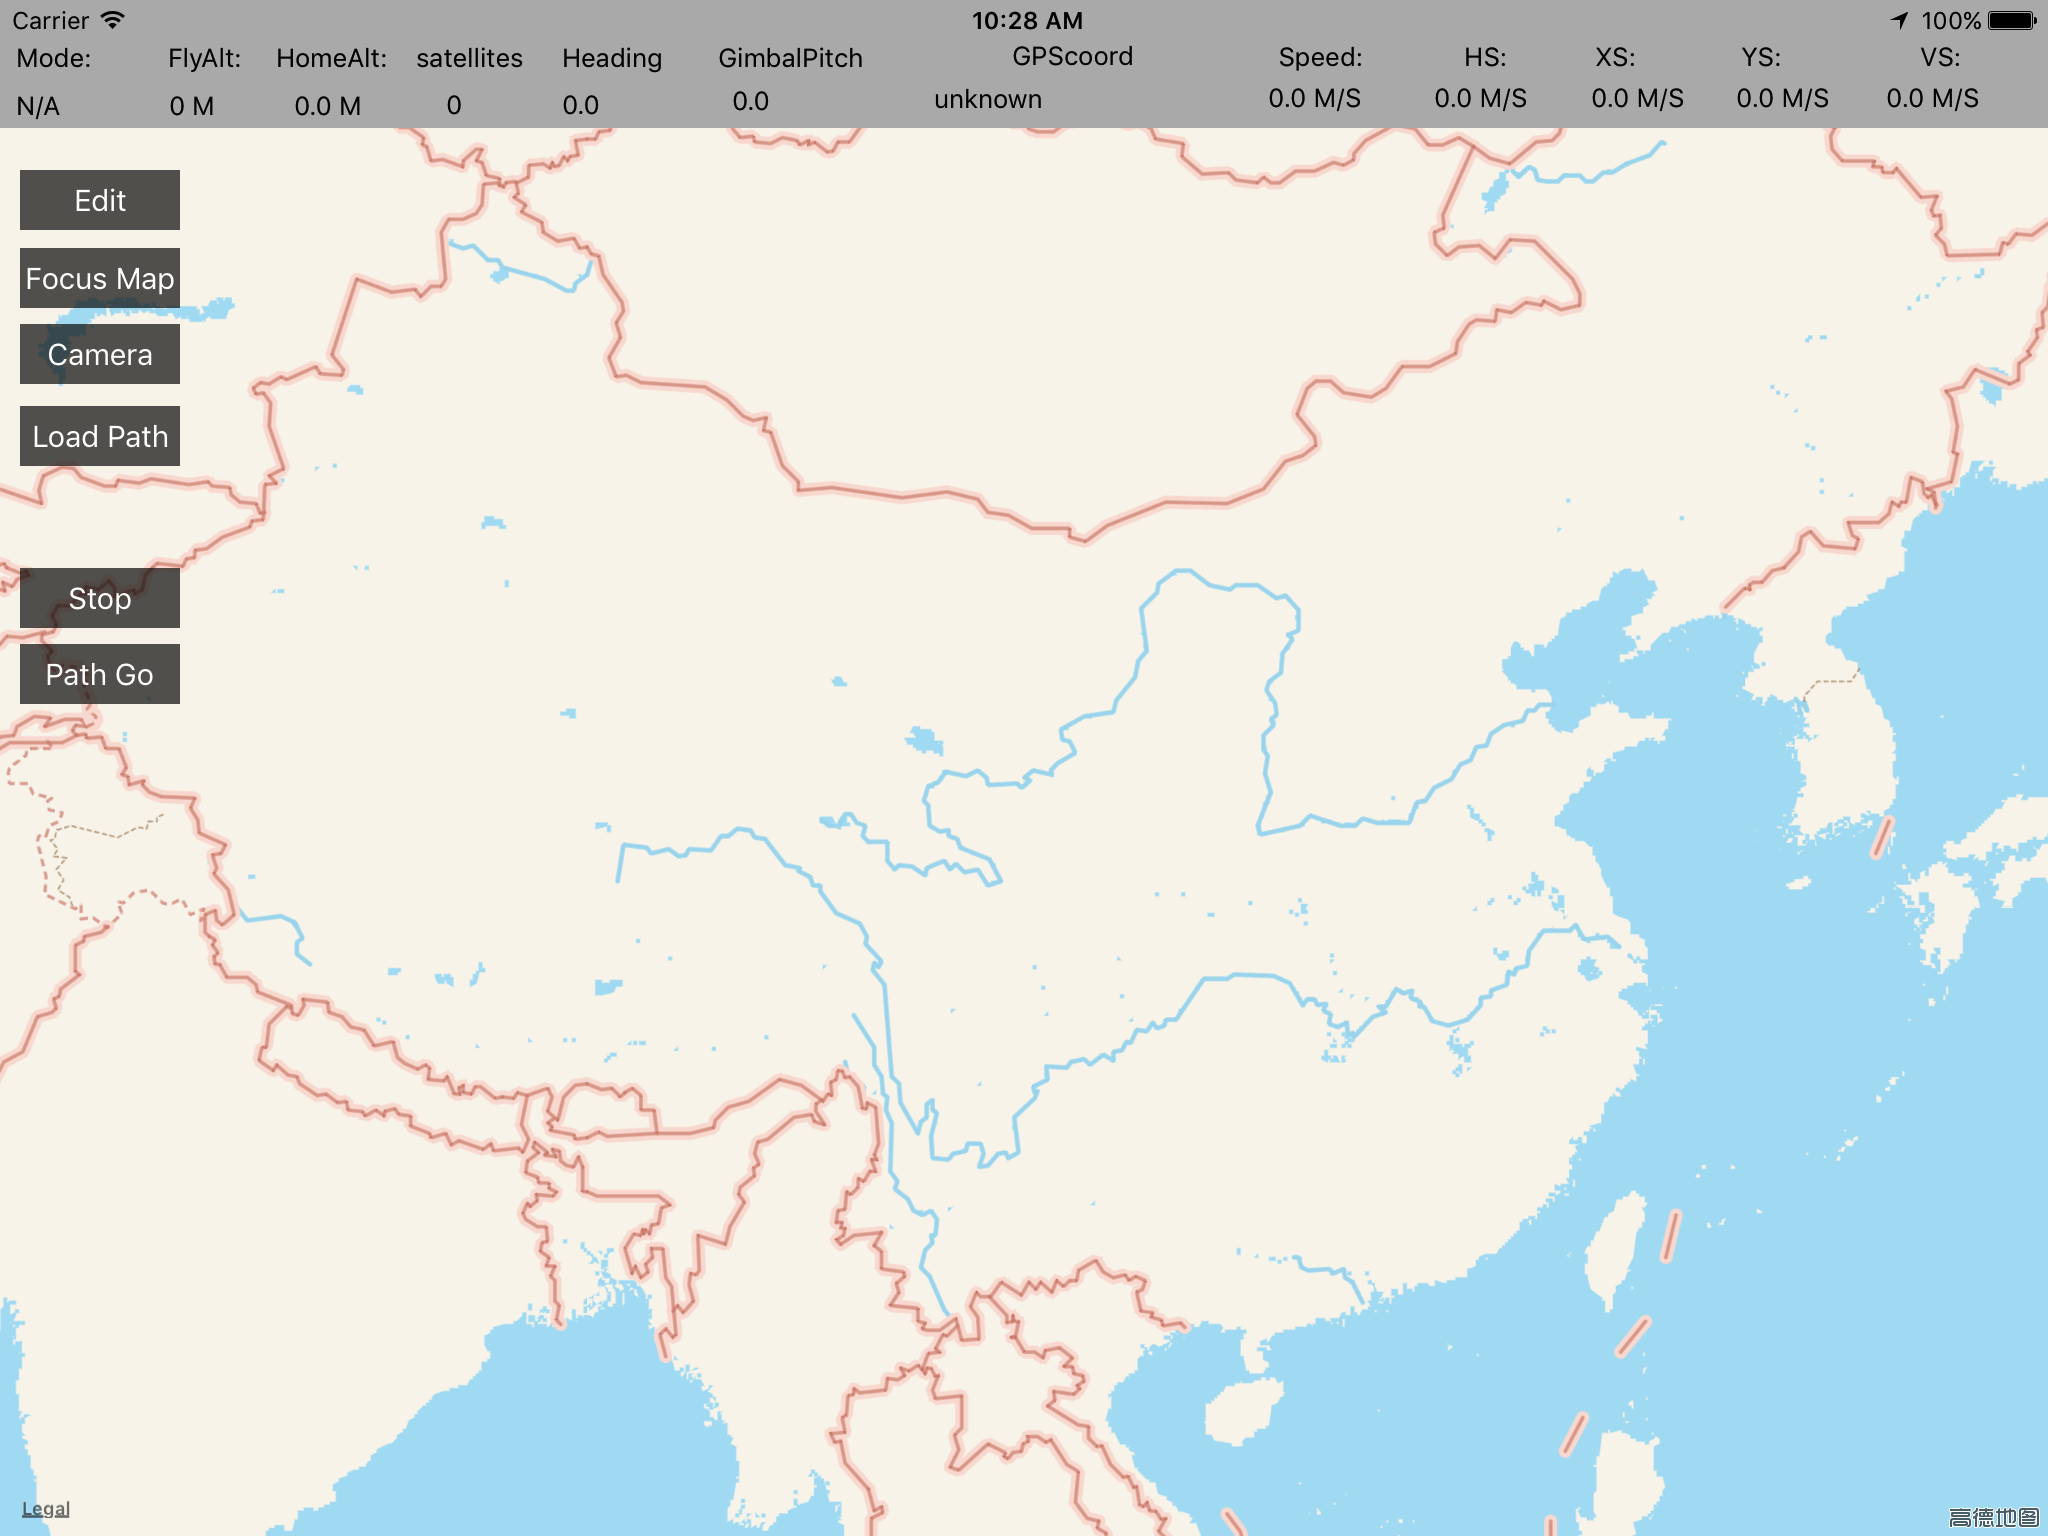 Carrier 10:28 AM 100%
Mode: FlyAlt: HomeAlt: satellites Heading GimbalPitch GPScoord Speed: HS: XS: YS: VS:
N/A 0 M 0.0 M 0 0.0 0.0 unknown 0.0 M/S 0.0 M/S 0.0 M/S 0.0 M/S 0.0 M/S
Edit
Focus Map
Camera
Load Path
Stop
Path Go
Legal
高德地图